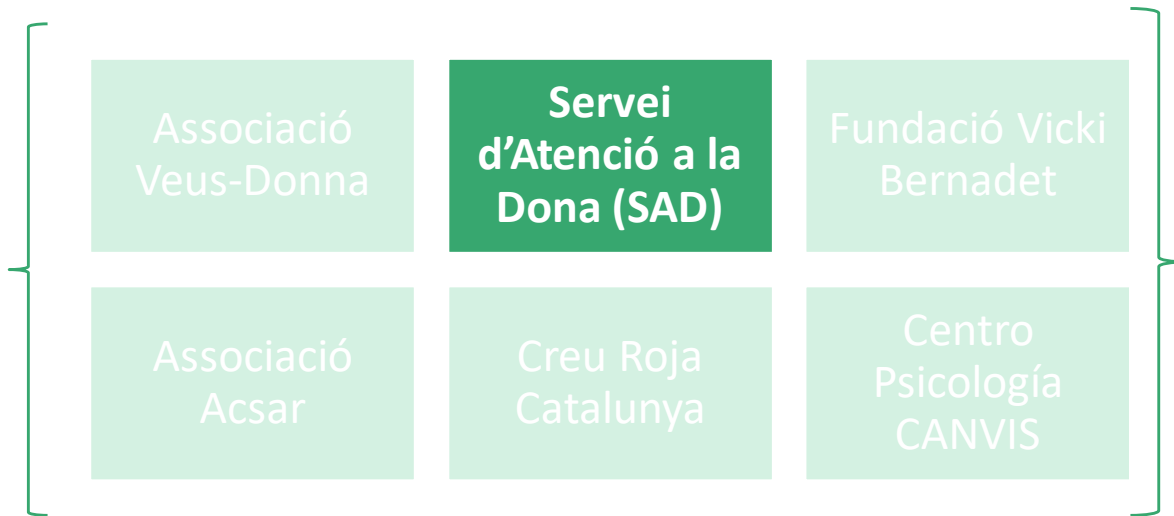 Associació
Veus-Donna
Servei
d’Atenció a la
Dona (SAD)
Fundació Vicki
Bernadet
Associació
Acsar
Creu Roja
Catalunya
Centro
Psicología
CANVIS